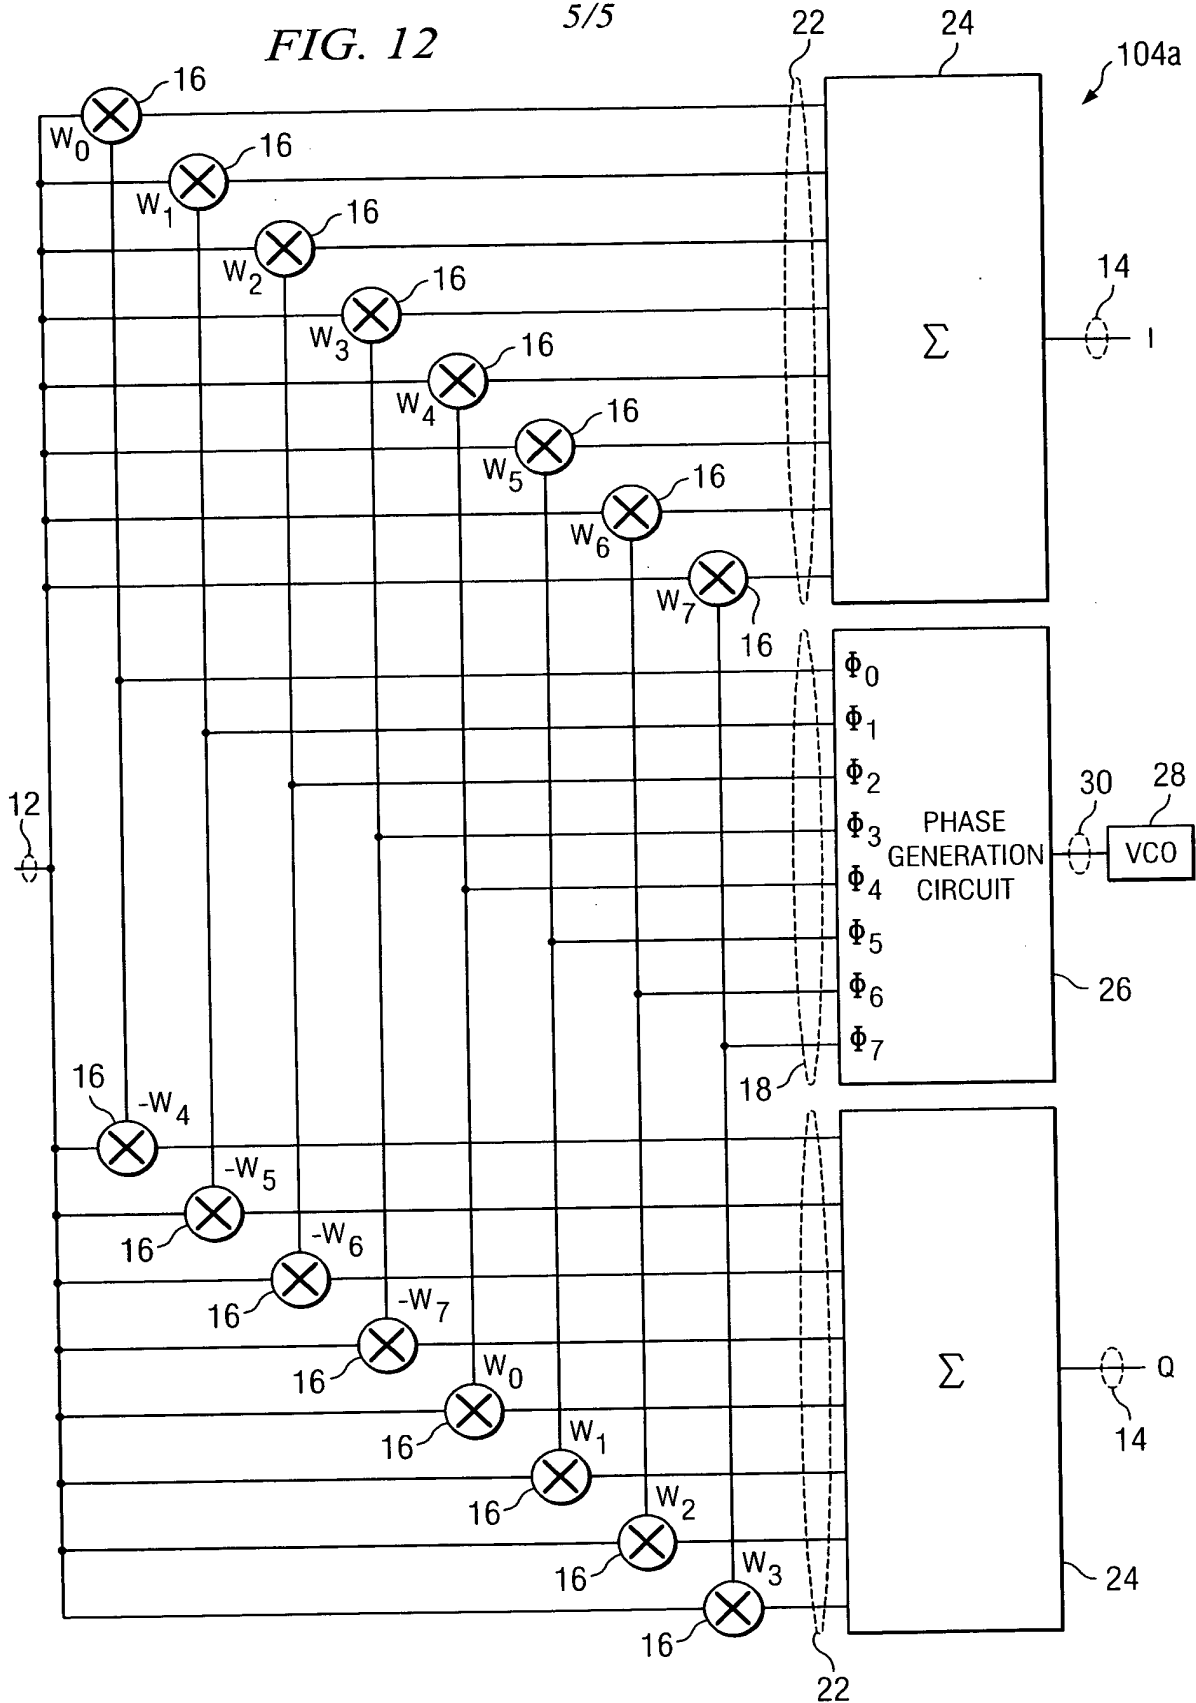 5/5
FIG. 12
22
24
104a
16
W0
16
W1
16
W2
16
W3
16
W4
16
W5
16
W6
16
W7
Σ
14
I
Φ0
Φ1
Φ2
Φ3
Φ4
Φ5
Φ6
Φ7
PHASE
GENERATION
CIRCUIT
30
28
VCO
12
26
18
16
-W4
16
-W5
16
-W6
16
-W7
16
W0
16
W1
16
W2
16
W3
Σ
14
Q
24
22